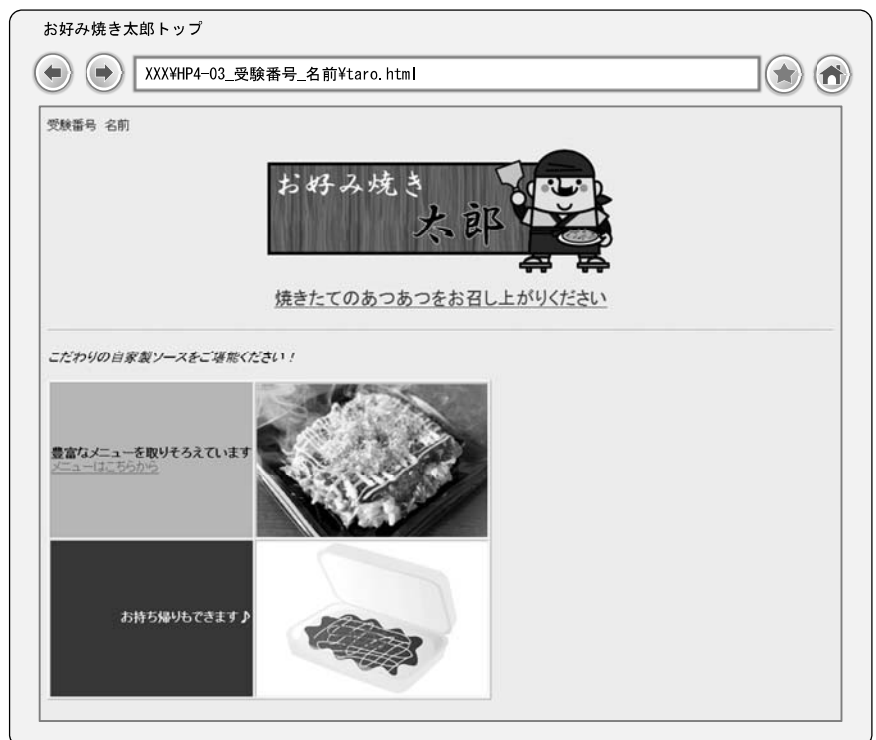 お好み焼き太郎トップ
XXX¥HP4-03_受験番号_名前¥taro.html
受験番号 名前
お好み焼き
太郎
焼きたてのあつあつをお召し上がりください
こだわりの自家製ソースをご堪能ください！
豊富なメニューを取りそろえています
メニューはこちらから
お持ち帰りもできます♪